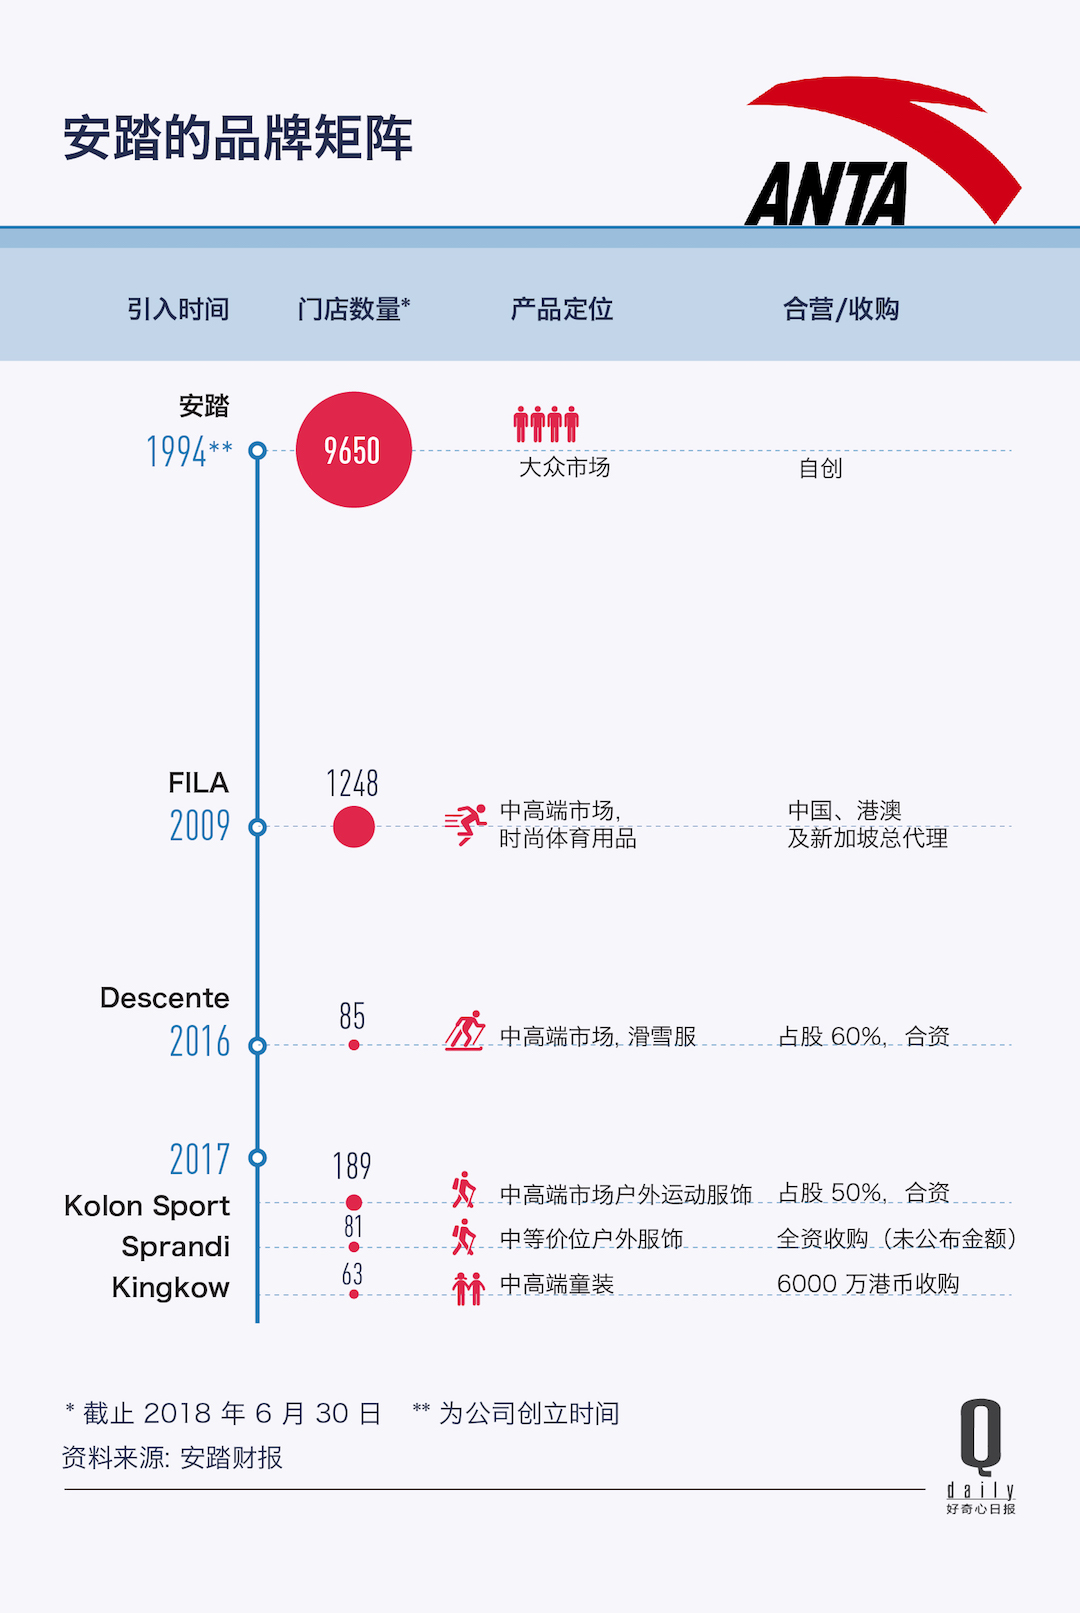 安踏的品牌矩阵
ANTA
引入时间 门店数量* 产品定位 合营/收购
安踏
1994** 9650 大众市场 自创
FILA
2009 1248 中高端市场, 中国、港澳
时尚体育用品 及新加坡总代理
Descente
2016 85 中高端市场, 滑雪服 占股 60%, 合资
2017
Kolon Sport 189 中高端市场户外运动服饰 占股 50%, 合资
Sprandi 81 中等价位户外服饰 全资收购（未公布金额）
Kingkow 63 中高端童装 6000 万港币收购
* 截止 2018 年 6 月 30 日 ** 为公司创立时间
资料来源: 安踏财报
Q
daily
好奇心日报